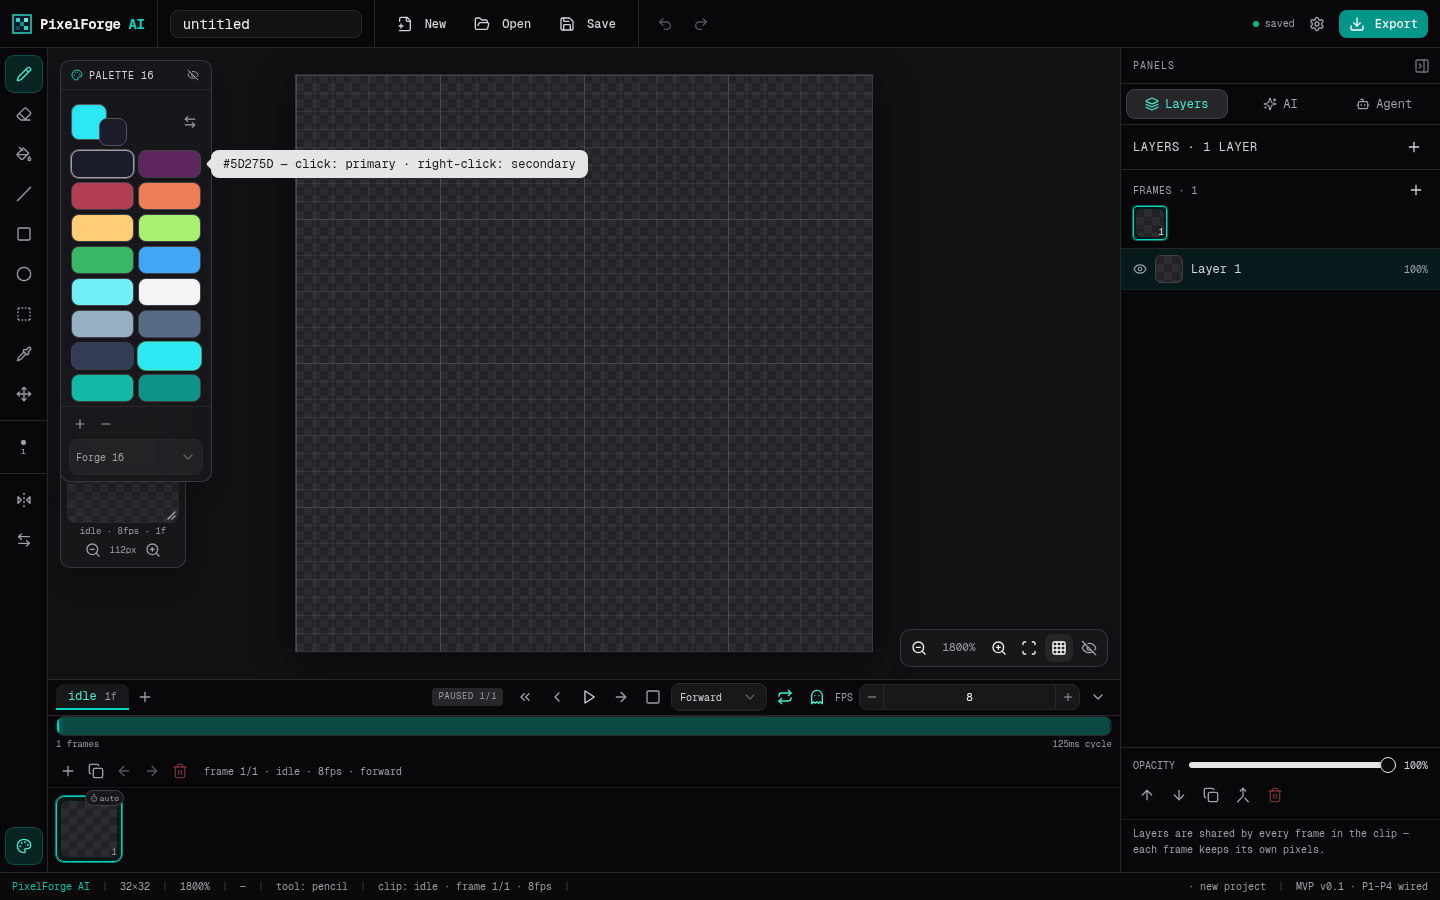 PixelForge AI
untitled
New
Open
Save
saved
Export
PALETTE 16
#5D275D — click: primary · right-click: secondary
Forge 16
idle · 8fps · 1f
112px
1
1800%
PANELS
Layers
AI
Agent
LAYERS · 1 LAYER
FRAMES · 1
1
Layer 1
100%
OPACITY
100%
Layers are shared by every frame in the clip —
each frame keeps its own pixels.
idle 1f
PAUSED 1/1
Forward
FPS
8
1 frames
125ms cycle
frame 1/1 · idle · 8fps · forward
auto
1
PixelForge AI
32×32
1800%
—
tool: pencil
clip: idle · frame 1/1 · 8fps
· new project
MVP v0.1 · P1–P4 wired